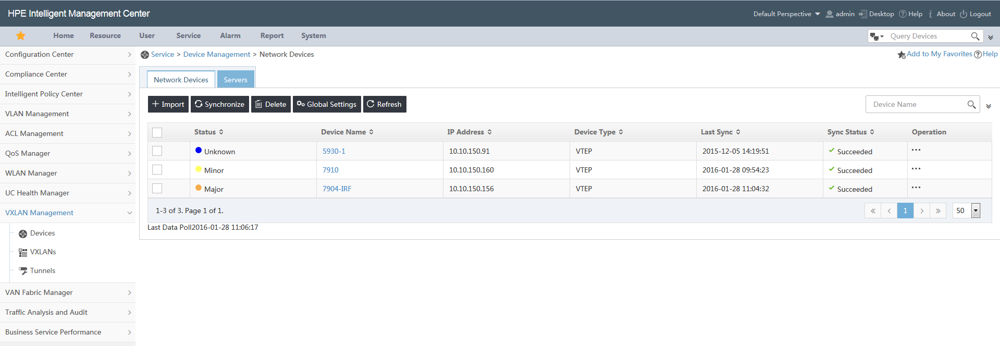 HPE Intelligent Management Center
Default Perspective admin Desktop Help About Logout
Home Resource User Service Alarm Report System Query Devices
Configuration Center
Compliance Center
Intelligent Policy Center
VLAN Management
ACL Management
QoS Manager
WLAN Manager
UC Health Manager
VXLAN Management
Devices
VXLANs
Tunnels
VAN Fabric Manager
Traffic Analysis and Audit
Business Service Performance
Service > Device Management > Network Devices
Add to My Favorites Help
Network Devices Servers
Import Synchronize Delete Global Settings Refresh Device Name
Status Device Name IP Address Device Type Last Sync Sync Status Operation
Unknown 5930-1 10.10.150.91 VTEP 2015-12-05 14:19:51 Succeeded ...
Minor 7910 10.10.150.160 VTEP 2016-01-28 09:54:23 Succeeded ...
Major 7904-IRF 10.10.150.156 VTEP 2016-01-28 11:04:32 Succeeded ...
1-3 of 3. Page 1 of 1. « < 1 > » 50
Last Data Poll2016-01-28 11:06:17